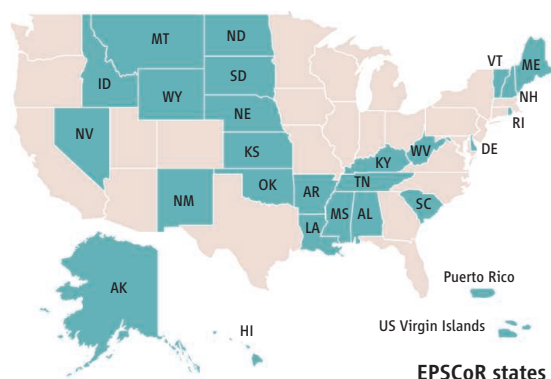 MT
ND
VT
ME
ID
SD
WY
NH
NE
RI
NV
WV
DE
KS
KY
OK
TN
NM
AR
SC
MS
AL
LA
Puerto Rico
AK
US Virgin Islands
HI
EPSCoR states